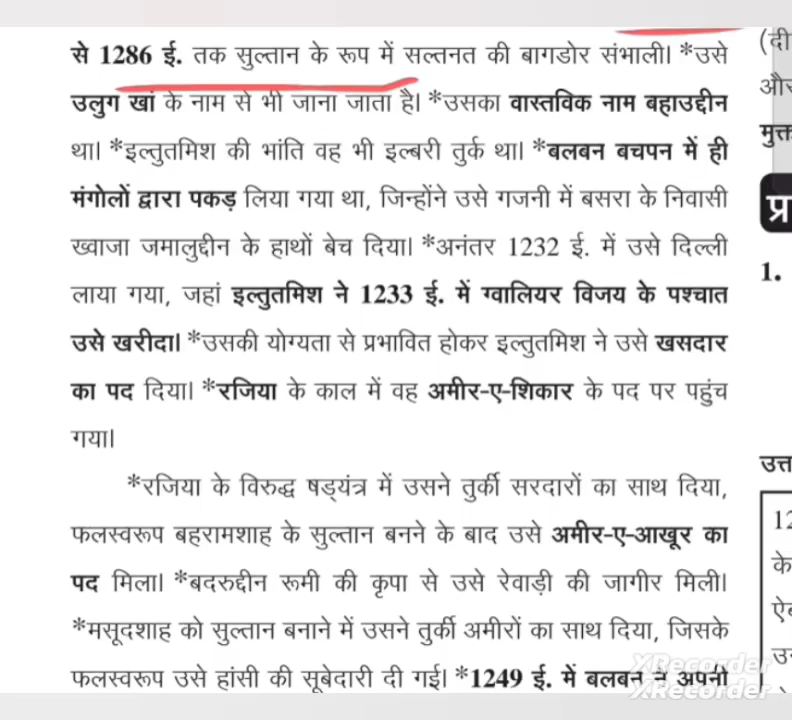 से 1286 ई. तक सुल्तान के रूप में सल्तनत की बागडोर संभाली। *उसे
उलुग खां के नाम से भी जाना जाता है। *उसका वास्तविक नाम बहाउद्दीन
था। *इल्तुतमिश की भांति वह भी इल्बरी तुर्क था। *बलबन बचपन में ही
मंगोलों द्वारा पकड़ लिया गया था, जिन्होंने उसे गजनी में बसरा के निवासी
ख्वाजा जमालुद्दीन के हाथों बेच दिया। *अनंतर 1232 ई. में उसे दिल्ली
लाया गया, जहां इल्तुतमिश ने 1233 ई. में ग्वालियर विजय के पश्चात
उसे खरीदा। *उसकी योग्यता से प्रभावित होकर इल्तुतमिश ने उसे खसदार
का पद दिया। *रजिया के काल में वह अमीर-ए-शिकार के पद पर पहुंच
गया।
*रजिया के विरुद्ध षड्यंत्र में उसने तुर्की सरदारों का साथ दिया,
फलस्वरूप बहरामशाह के सुल्तान बनने के बाद उसे अमीर-ए-आखूर का
पद मिला। *बदरुद्दीन रूमी की कृपा से उसे रेवाड़ी की जागीर मिली।
*मसूदशाह को सुल्तान बनाने में उसने तुर्की अमीरों का साथ दिया, जिसके
फलस्वरूप उसे हांसी की सूबेदारी दी गई। *1249 ई. में बलबन ने अपनी
(दी
मुक्त
प्र
1.
उत्त
12
के
XRecorder
XRecorder